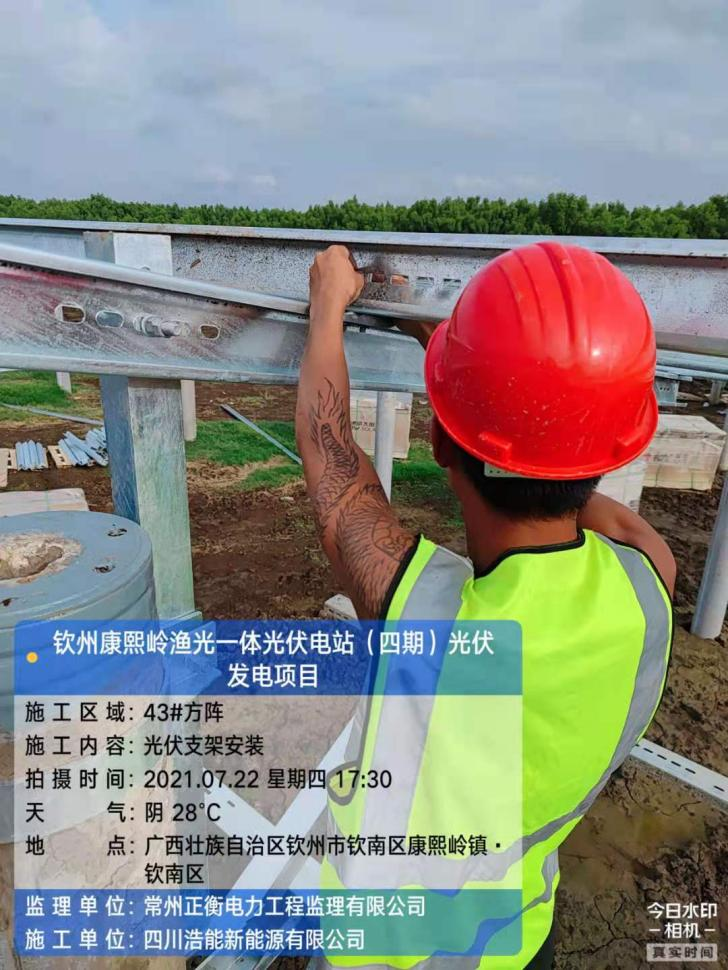 钦州康熙岭渔光一体光伏电站（四期）光伏
发电项目
施工区域：43#方阵
施工内容：光伏支架安装
拍摄时间：2021.07.22 星期四 17:30
天 气：阴 28°C
地 点：广西壮族自治区钦州市钦南区康熙岭镇·
钦南区
监理单位：常州正衡电力工程监理有限公司
施工单位：四川浩能新能源有限公司
今日水印
-相机-
真实时间